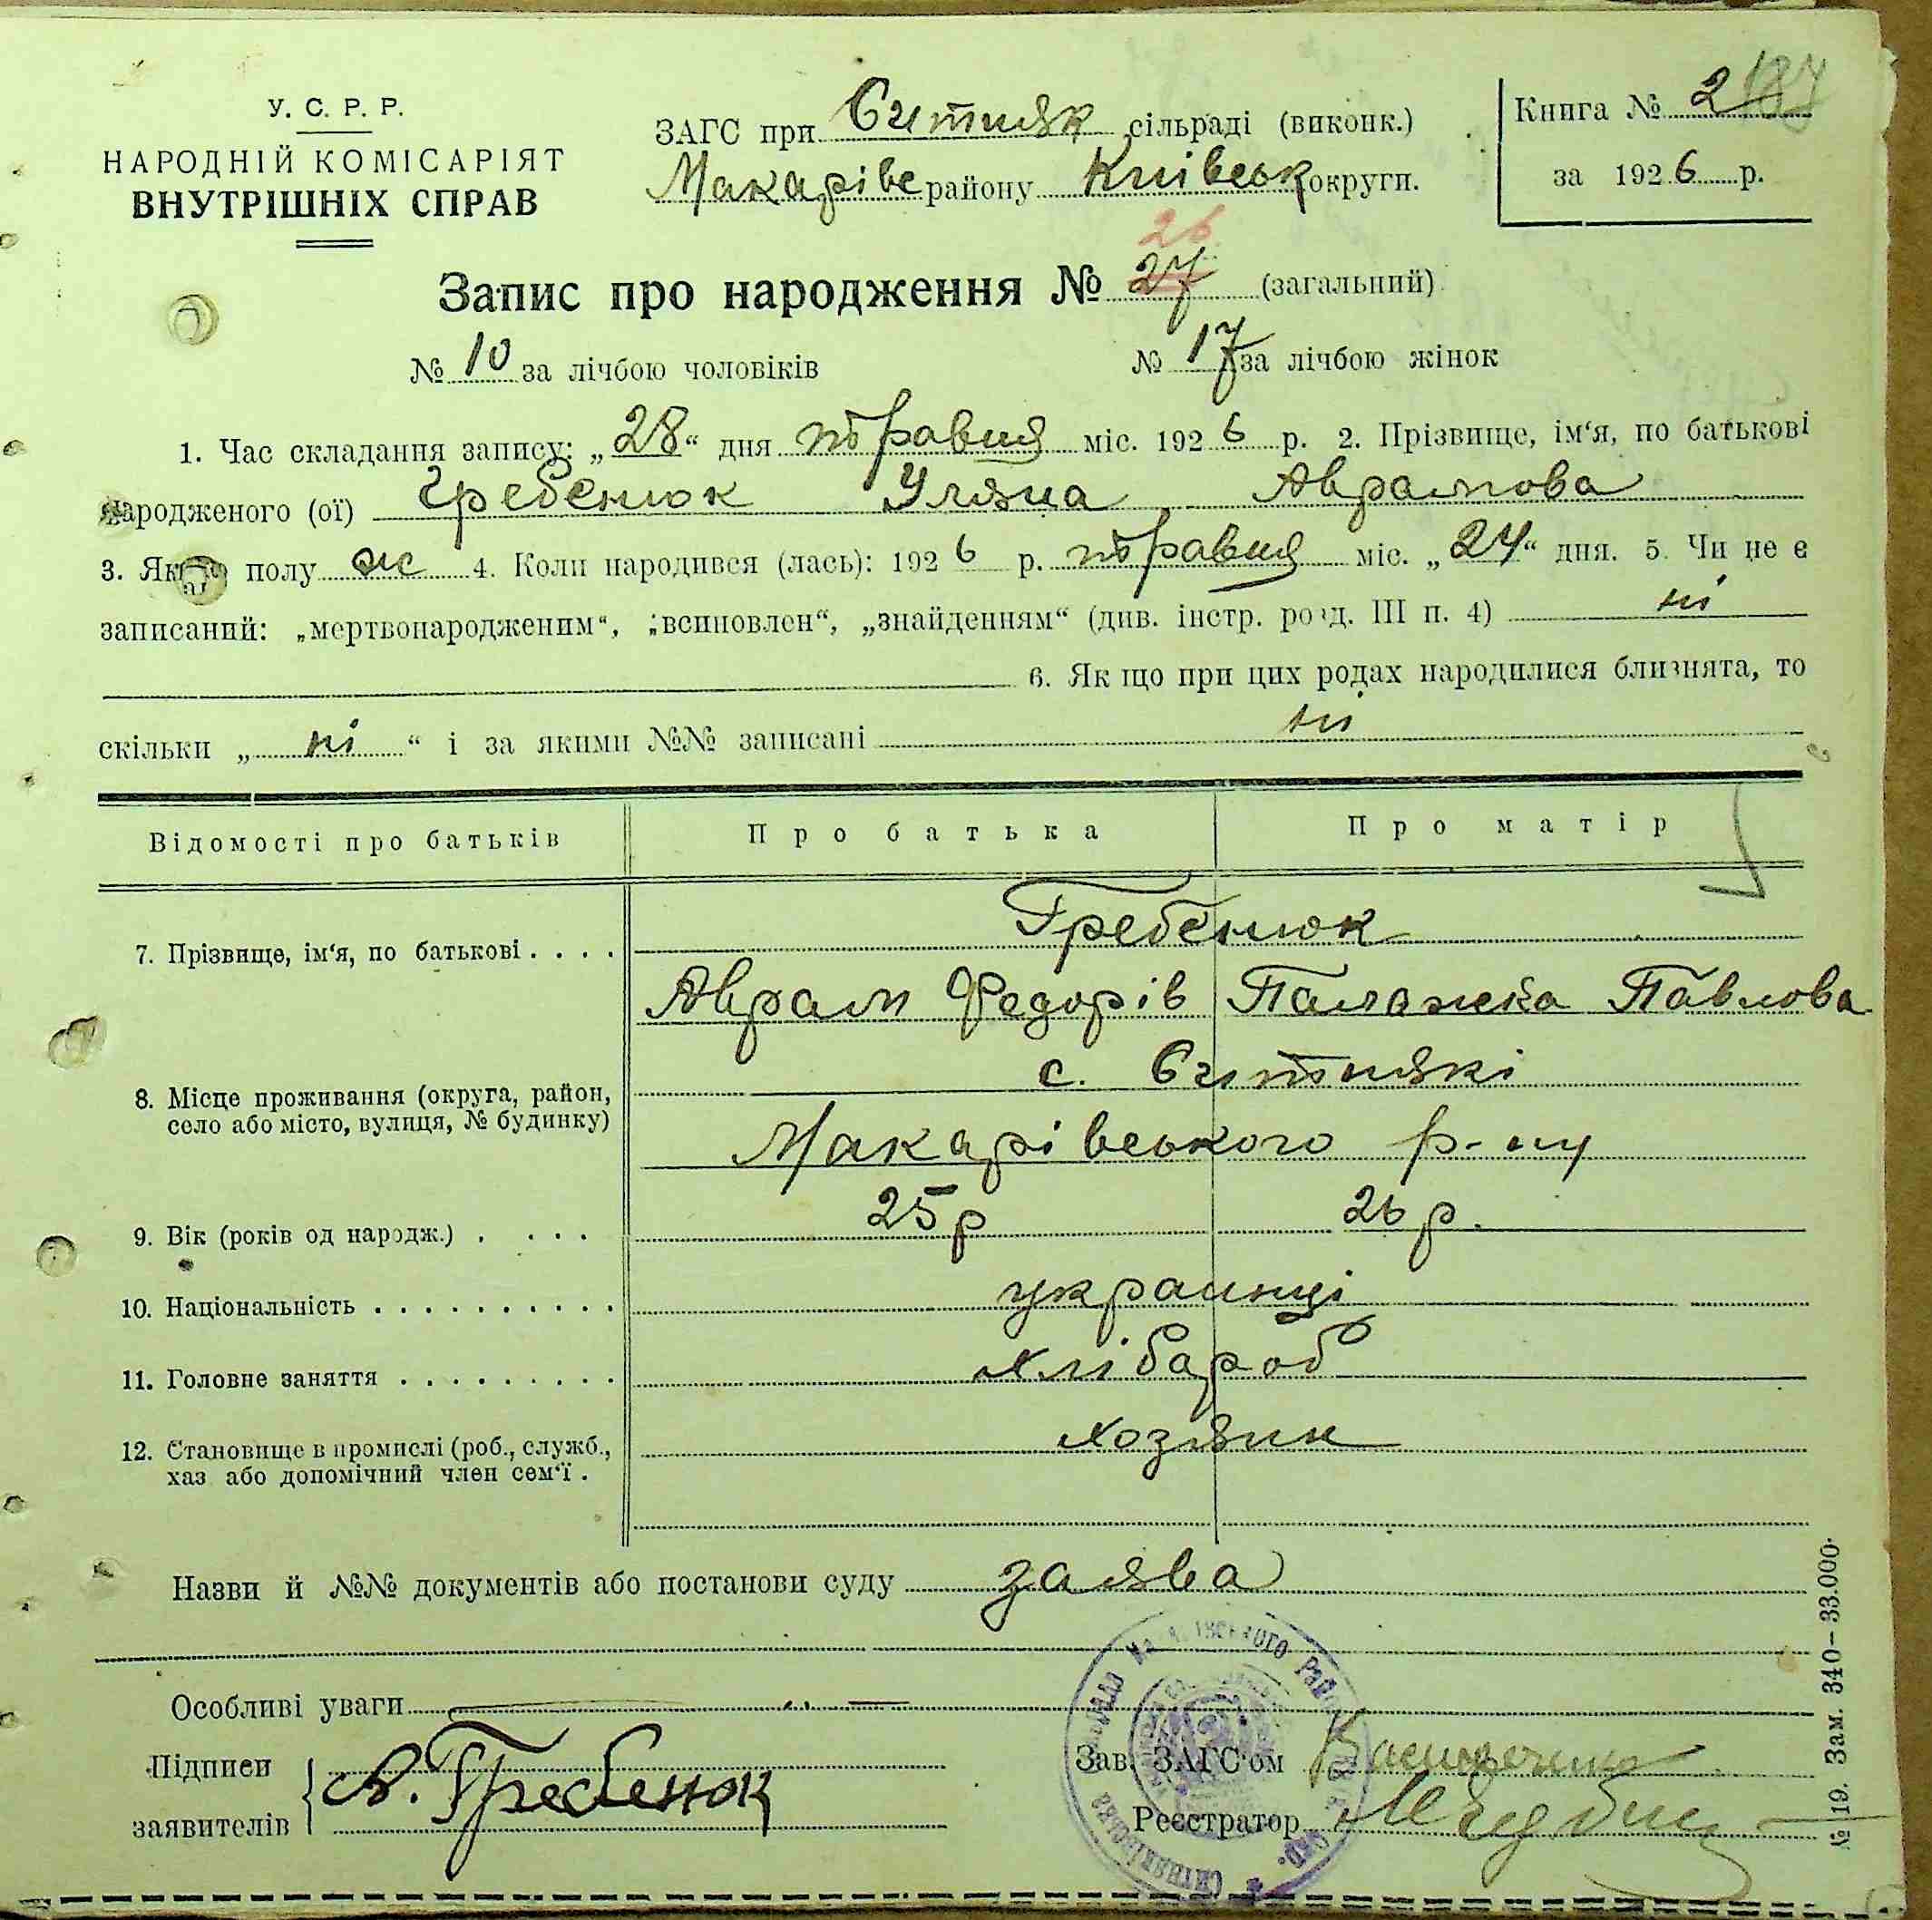 У. С. Р. Р.
НАРОДНІЙ КОМІСАРІЯТ
ВНУТРІШНІХ СПРАВ
ЗАГС при Ситняк сільраді (виконк.)
Макарівс району Київськ округи.
Книга № 2 187
за 1926 р.
26
Запис про народження № 27 (загальний)
№ 10 за лічбою чоловіків № 17 за лічбою жінок
1. Час складання запису: „28“ дня травня міс. 1926 р. 2. Прізвище, ім‘я, по батькові
народженого (ої) Гребенюк Уляна Аврамова
3. Якого полу ж 4. Коли народився (лась): 1926 р. травня міс. „24“ дня. 5. Чи не є
записаний: „мертвонародженим“, „всиновлен“, „знайденням“ (див. інстр. розд. III п. 4) ні
6. Як що при цих родах народилися близнята, то
скільки „ ні “ і за якими №№ записані ні
Відомості про батьків Про батька Про матір
7. Прізвище, ім‘я, по батькові . . . . Гребенюк
Аврам Федорів Палажка Павлова
с. Ситняки
8. Місце проживання (округа, район,
село або місто, вулиця, № будинку) Макарівського р-ну
9. Вік (років од народж.) . . . . 25р 26 р.
10. Національність . . . . . . . . . . украинці
11. Головне заняття . . . . . . . . . хлібароб
12. Становище в промислі (роб., служб.,
хаз або допомічний член сем‘ї . хозяин
Назви й №№ документів або постанови суду заява
Особливі уваги
Підписи
заявителів А. Гребенюк
Зав. ЗАГС‘ом
Реєстратор
№ 19. Зам. 340–33.000.